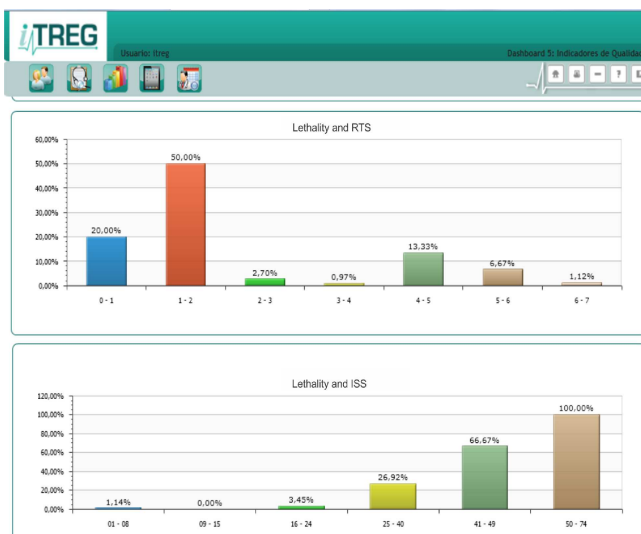 iTREG
Usuario: itreg
Dashboard 5: Indicadores de Qualidad
?
Lethality and RTS
60,00%
50,00%
40,00%
30,00%
20,00%
10,00%
0,00%
20,00%
50,00%
2,70%
0,97%
13,33%
6,67%
1,12%
0 - 1
1 - 2
2 - 3
3 - 4
4 - 5
5 - 6
6 - 7
Lethality and ISS
120,00%
100,00%
80,00%
60,00%
40,00%
20,00%
0,00%
1,14%
0,00%
3,45%
26,92%
66,67%
100,00%
01 - 08
09 - 15
16 - 24
25 - 40
41 - 49
50 - 74